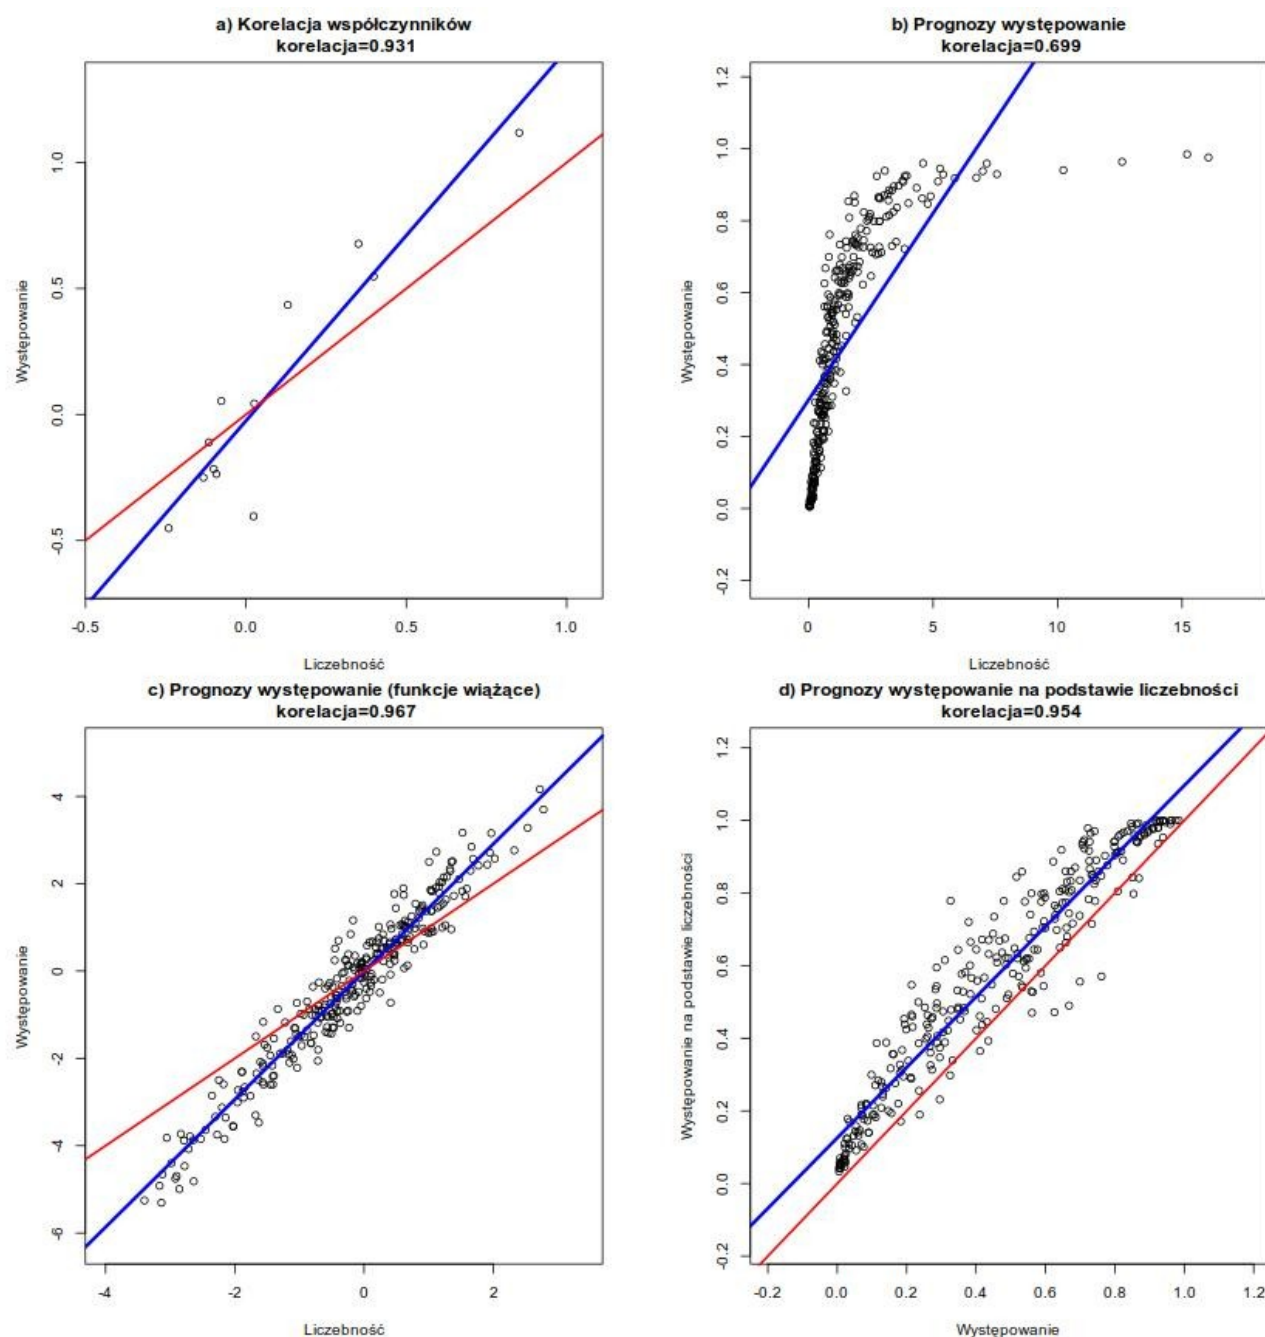 a) Korelacja współczynników
korelacja=0.931
Występowanie
1.0
0.5
0.0
-0.5
-0.5 0.0 0.5 1.0
Liczebność
b) Prognozy występowanie
korelacja=0.699
Występowanie
1.2
1.0
0.8
0.6
0.4
0.2
0.0
-0.2
0 5 10 15
Liczebność
c) Prognozy występowanie (funkcje wiążące)
korelacja=0.967
Występowanie
4
2
0
-2
-4
-6
-4 -2 0 2
Liczebność
d) Prognozy występowanie na podstawie liczebności
korelacja=0.954
Występowanie na podstawie liczebności
1.2
1.0
0.8
0.6
0.4
0.2
0.0
-0.2
-0.2 0.0 0.2 0.4 0.6 0.8 1.0 1.2
Występowanie